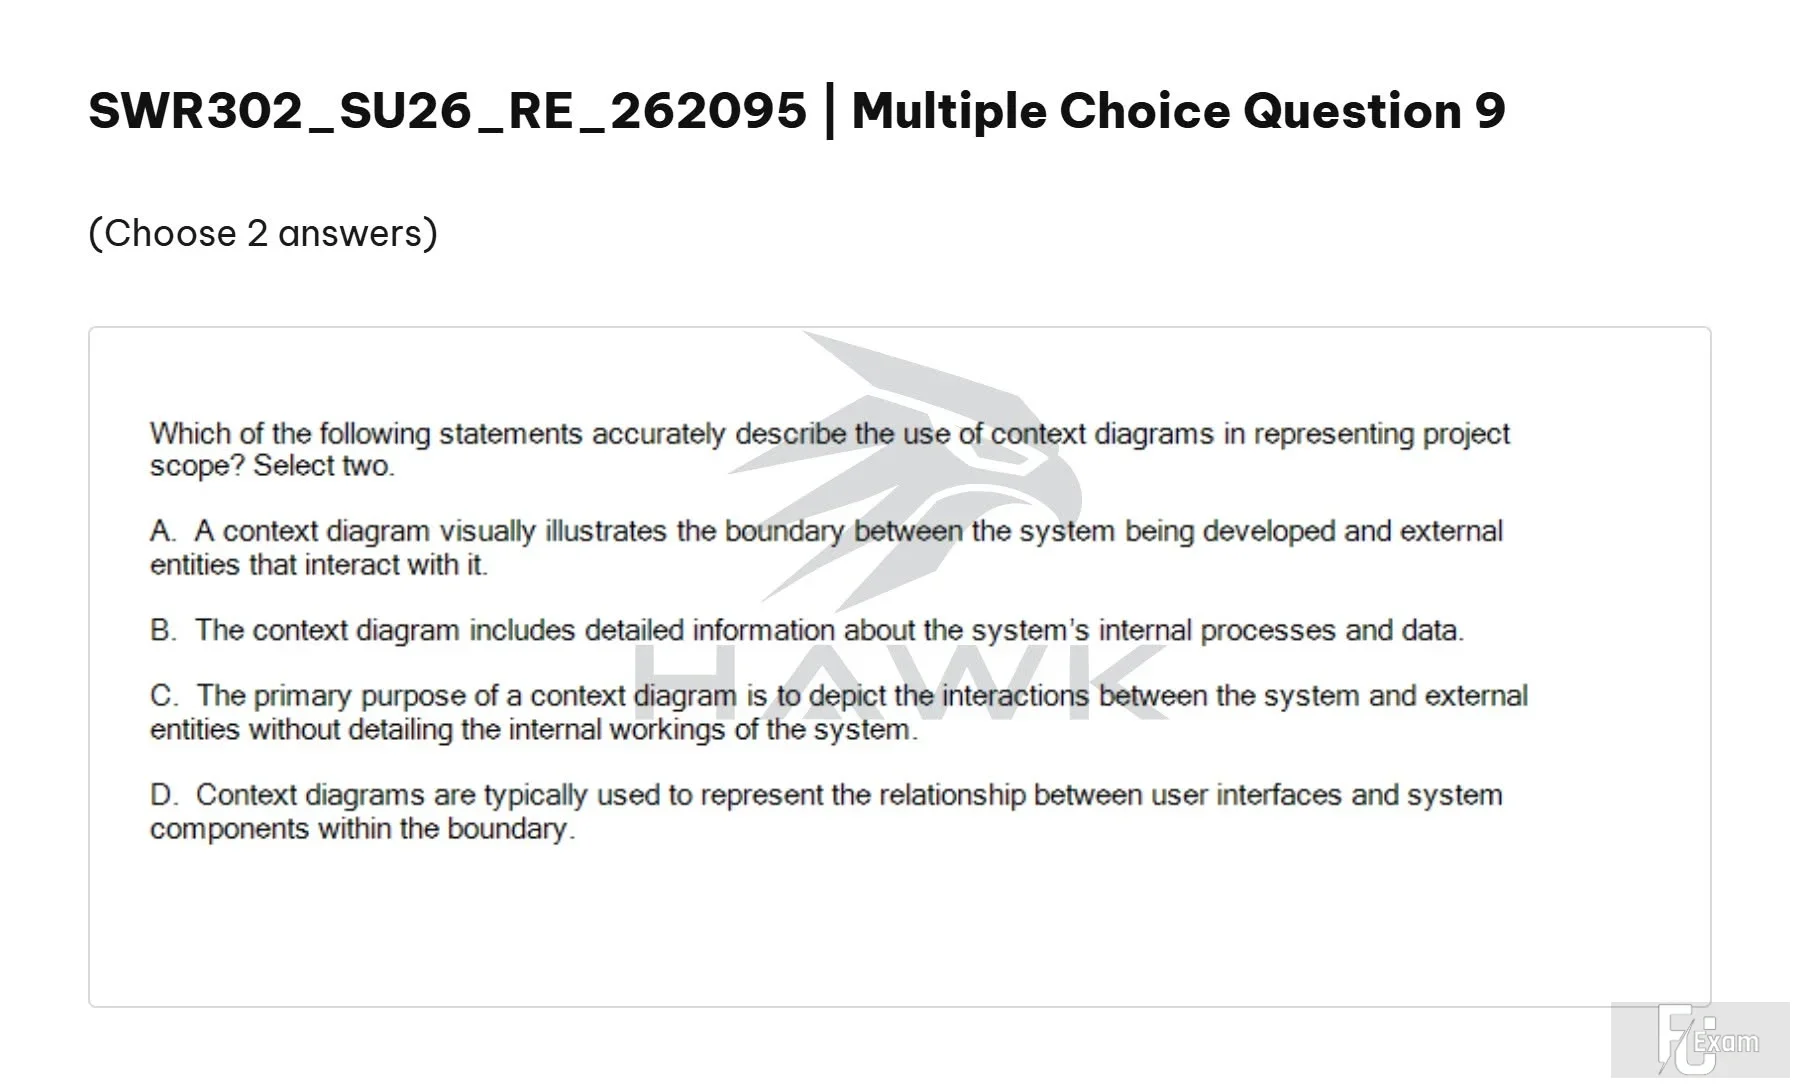 SWR302_SU26_RE_262095 | Multiple Choice Question 9
(Choose 2 answers)
Which of the following statements accurately describe the use of context diagrams in representing project
scope? Select two.
A. A context diagram visually illustrates the boundary between the system being developed and external
entities that interact with it.
B. The context diagram includes detailed information about the system's internal processes and data.
HAWK
C. The primary purpose of a context diagram is to depict the interactions between the system and external
entities without detailing the internal workings of the system.
D. Context diagrams are typically used to represent the relationship between user interfaces and system
components within the boundary.
FU Exam